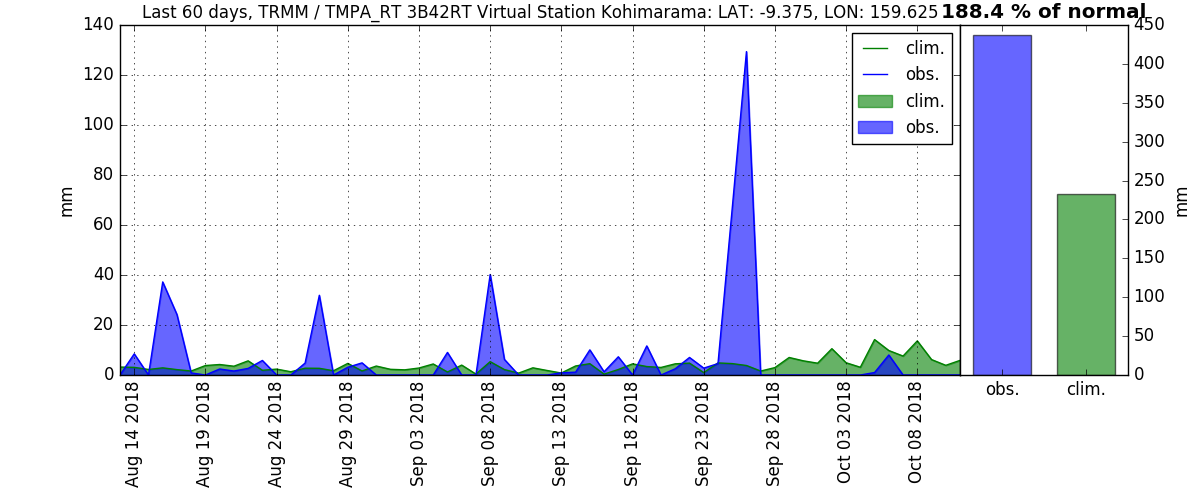 Last 60 days, TRMM / TMPA_RT 3B42RT Virtual Station Kohimarama: LAT: -9.375, LON: 159.625
188.4 % of normal
140
120
100
80
60
40
20
0
mm
clim.
obs.
clim.
obs.
Aug 14 2018
Aug 19 2018
Aug 24 2018
Aug 29 2018
Sep 03 2018
Sep 08 2018
Sep 13 2018
Sep 18 2018
Sep 23 2018
Sep 28 2018
Oct 03 2018
Oct 08 2018
450
400
350
300
250
200
150
100
50
0
mm
obs.
clim.